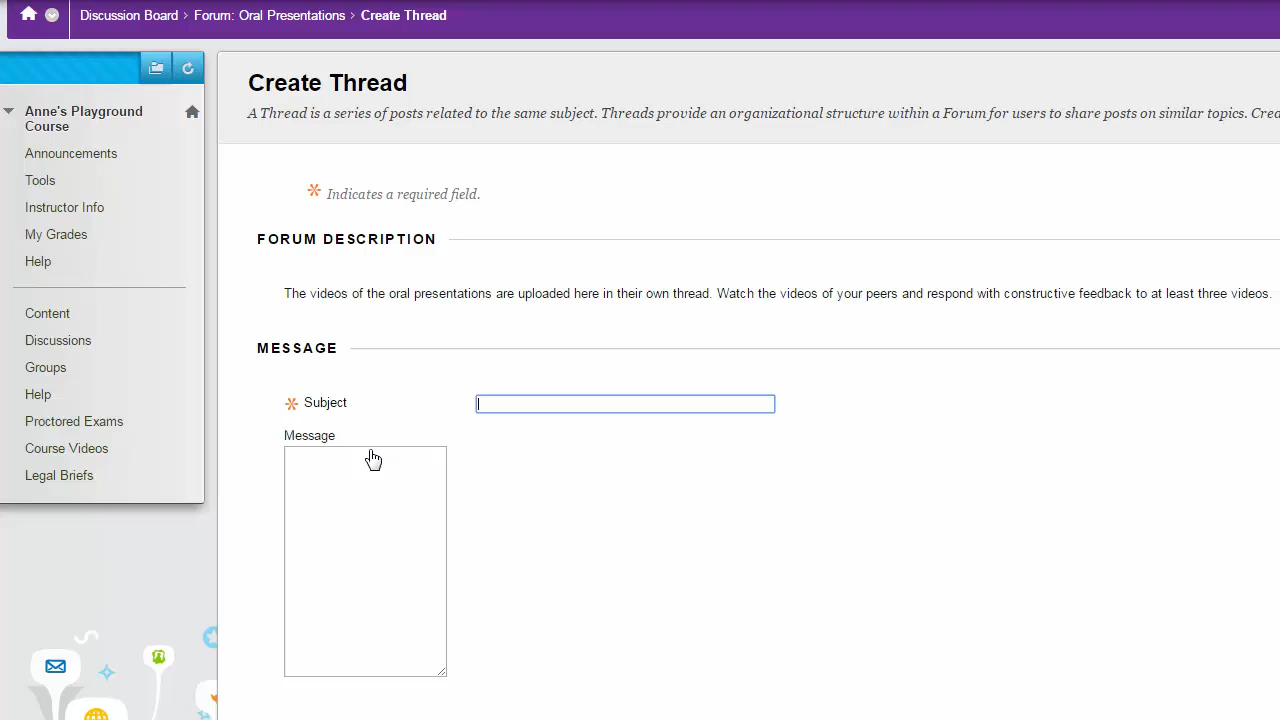 Discussion Board > Forum: Oral Presentations > Create Thread
Anne's Playground
Course
Announcements
Tools
Instructor Info
My Grades
Help
Content
Discussions
Groups
Help
Proctored Exams
Course Videos
Legal Briefs
Create Thread
A Thread is a series of posts related to the same subject. Threads provide an organizational structure within a Forum for users to share posts on similar topics. Crea
* Indicates a required field.
FORUM DESCRIPTION
The videos of the oral presentations are uploaded here in their own thread. Watch the videos of your peers and respond with constructive feedback to at least three videos.
MESSAGE
* Subject
Message